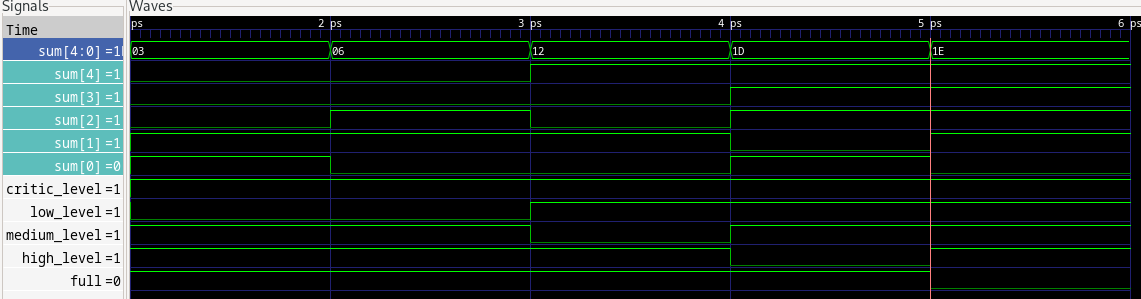 Signals
Waves
Time
ps 2 ps 3 ps 4 ps 5 ps 6 ps
sum[4:0] =1 03 06 12 1D 1E
sum[4] =1
sum[3] =1
sum[2] =1
sum[1] =1
sum[0] =0
critic_level =1
low_level =1
medium_level =1
high_level =1
full =0